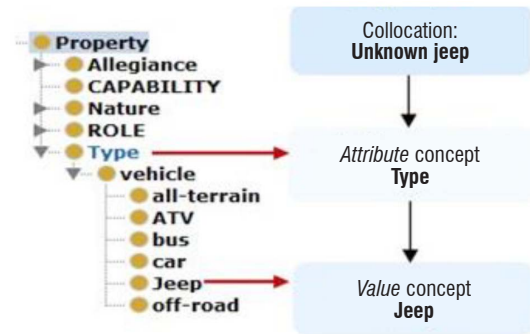 Property
Allegiance
CAPABILITY
Nature
ROLE
Type
vehicle
all-terrain
ATV
bus
car
Jeep
off-road
Collocation:
Unknown jeep
Attribute concept
Type
Value concept
Jeep